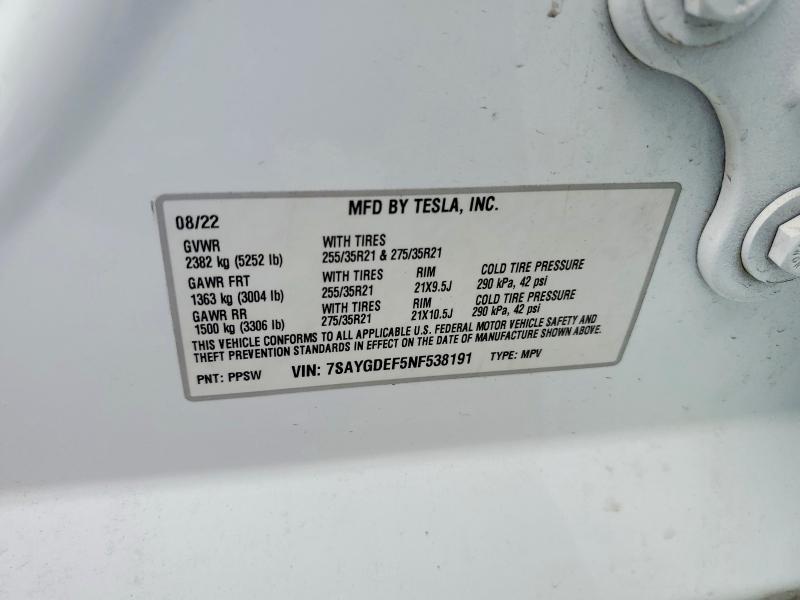 MFD BY TESLA, INC.
08/22
GVWR WITH TIRES
2382 kg (5252 lb) 255/35R21 & 275/35R21
GAWR FRT WITH TIRES RIM COLD TIRE PRESSURE
1363 kg (3004 lb) 255/35R21 21X9.5J 290 kPa, 42 psi
GAWR RR WITH TIRES RIM COLD TIRE PRESSURE
1500 kg (3306 lb) 275/35R21 21X10.5J 290 kPa, 42 psi
THIS VEHICLE CONFORMS TO ALL APPLICABLE U.S. FEDERAL MOTOR VEHICLE SAFETY AND
THEFT PREVENTION STANDARDS IN EFFECT ON THE DATE OF MANUFACTURE SHOWN ABOVE.
PNT: PPSW VIN: 7SAYGDEF5NF538191 TYPE: MPV